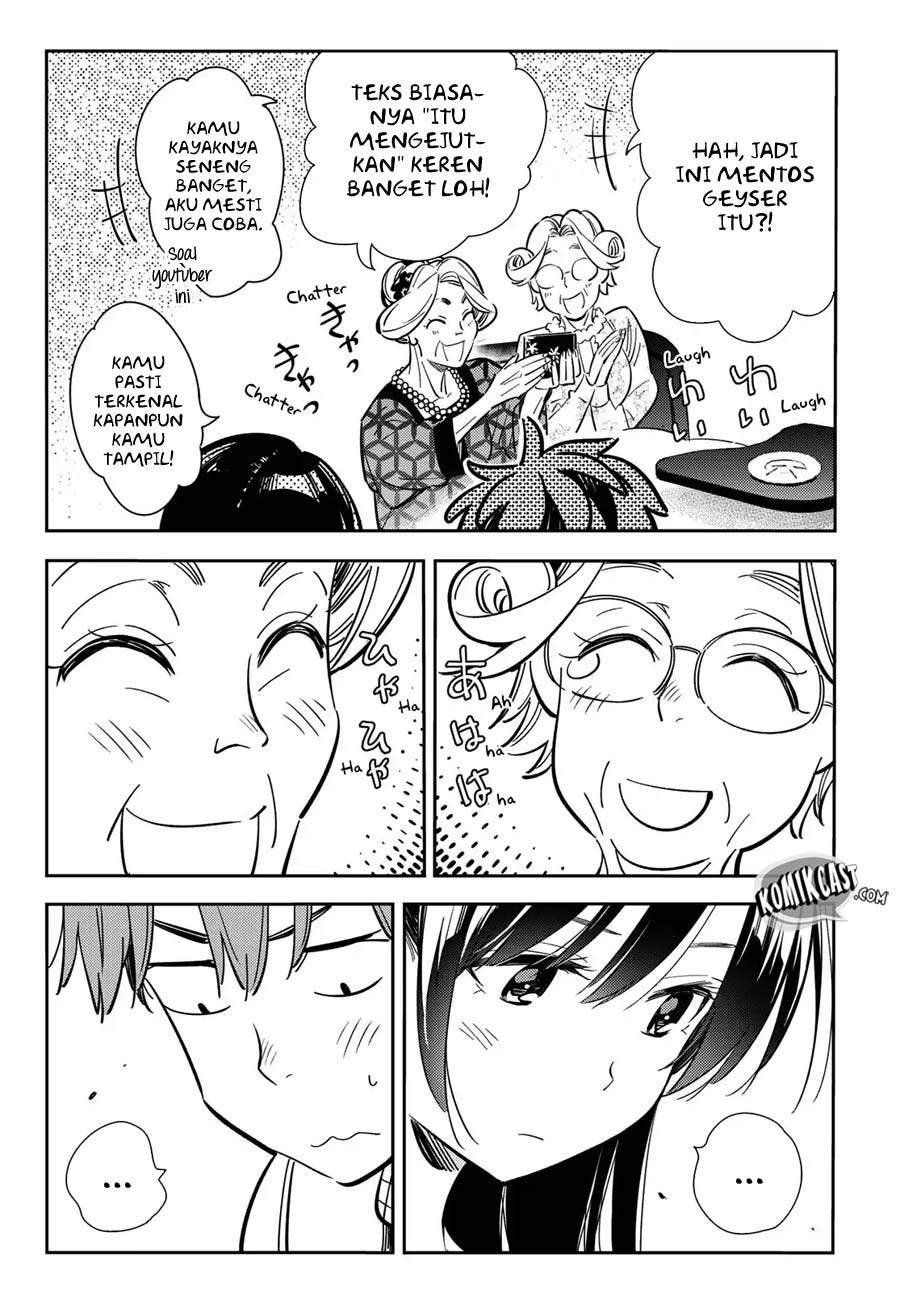 HAH, JADI
INI MENTOS
GEYSER
ITU?!
TEKS BIASA-
NYA "ITU
MENGEJUT-
KAN" KEREN
BANGET LOH!
KAMU
KAYAKNYA
SENENG
BANGET,
AKU MESTI
JUGA COBA.
soal
youtuber
ini
KAMU
PASTI
TERKENAL
KAPANPUN
KAMU
TAMPIL!
Chatter
きゃっ
Chatter
きゃっ
Laugh
わい
Laugh
わい
あははは
Ah
ha
ha
ひゃひゃ
Ha
Ha
KOMIKCAST.COM
...
...